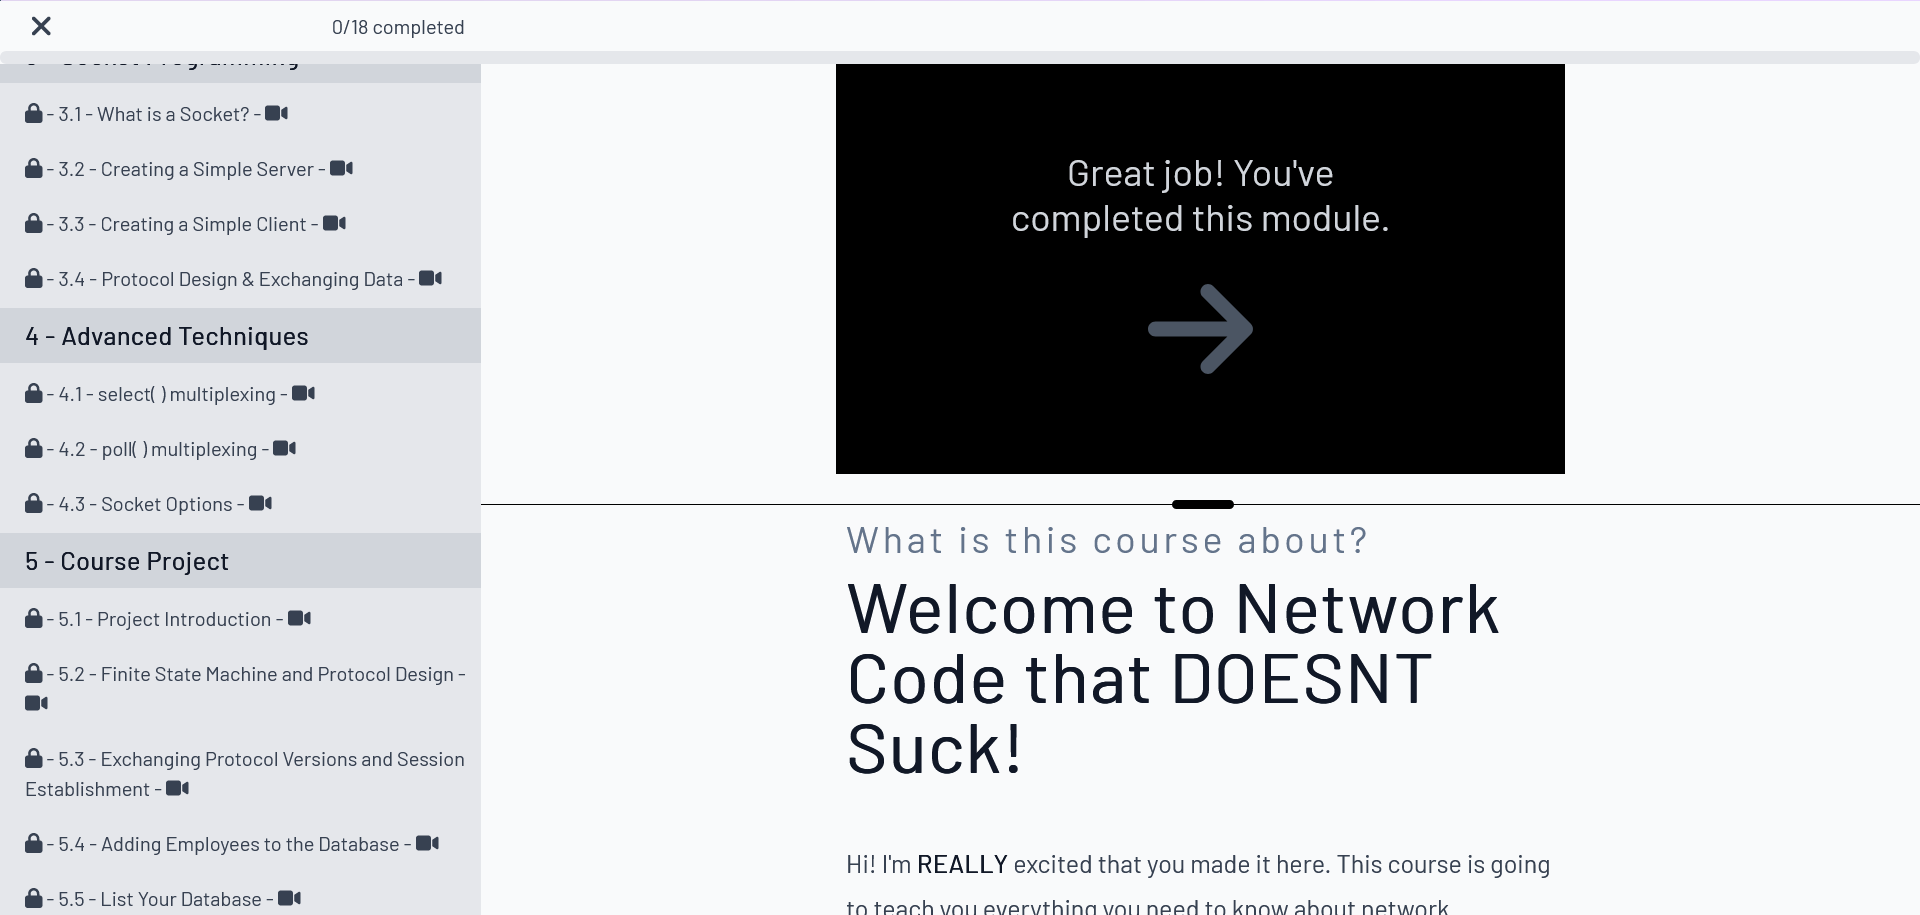 0/18 completed
3 - Socket Programming
- 3.1 - What is a Socket? -
- 3.2 - Creating a Simple Server -
- 3.3 - Creating a Simple Client -
- 3.4 - Protocol Design & Exchanging Data -
4 - Advanced Techniques
- 4.1 - select( ) multiplexing -
- 4.2 - poll( ) multiplexing -
- 4.3 - Socket Options -
5 - Course Project
- 5.1 - Project Introduction -
- 5.2 - Finite State Machine and Protocol Design -
- 5.3 - Exchanging Protocol Versions and Session
Establishment -
- 5.4 - Adding Employees to the Database -
- 5.5 - List Your Database -
Great job! You've
completed this module.
What is this course about?
Welcome to Network
Code that DOESNT
Suck!
Hi! I'm REALLY excited that you made it here. This course is going
to teach you everything you need to know about network